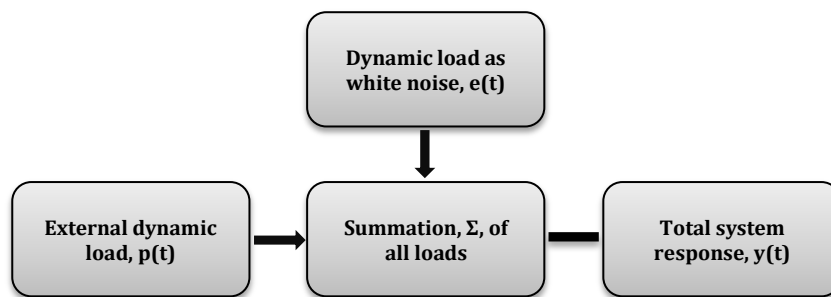 Dynamic load as
white noise, e(t)
External dynamic
load, p(t)
Summation, Σ, of
all loads
Total system
response, y(t)